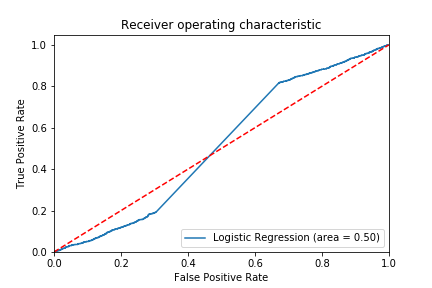 Receiver operating characteristic
1.0
0.8
0.6
0.4
0.2
0.0
True Positive Rate
Logistic Regression (area = 0.50)
0.0 0.2 0.4 0.6 0.8 1.0
False Positive Rate